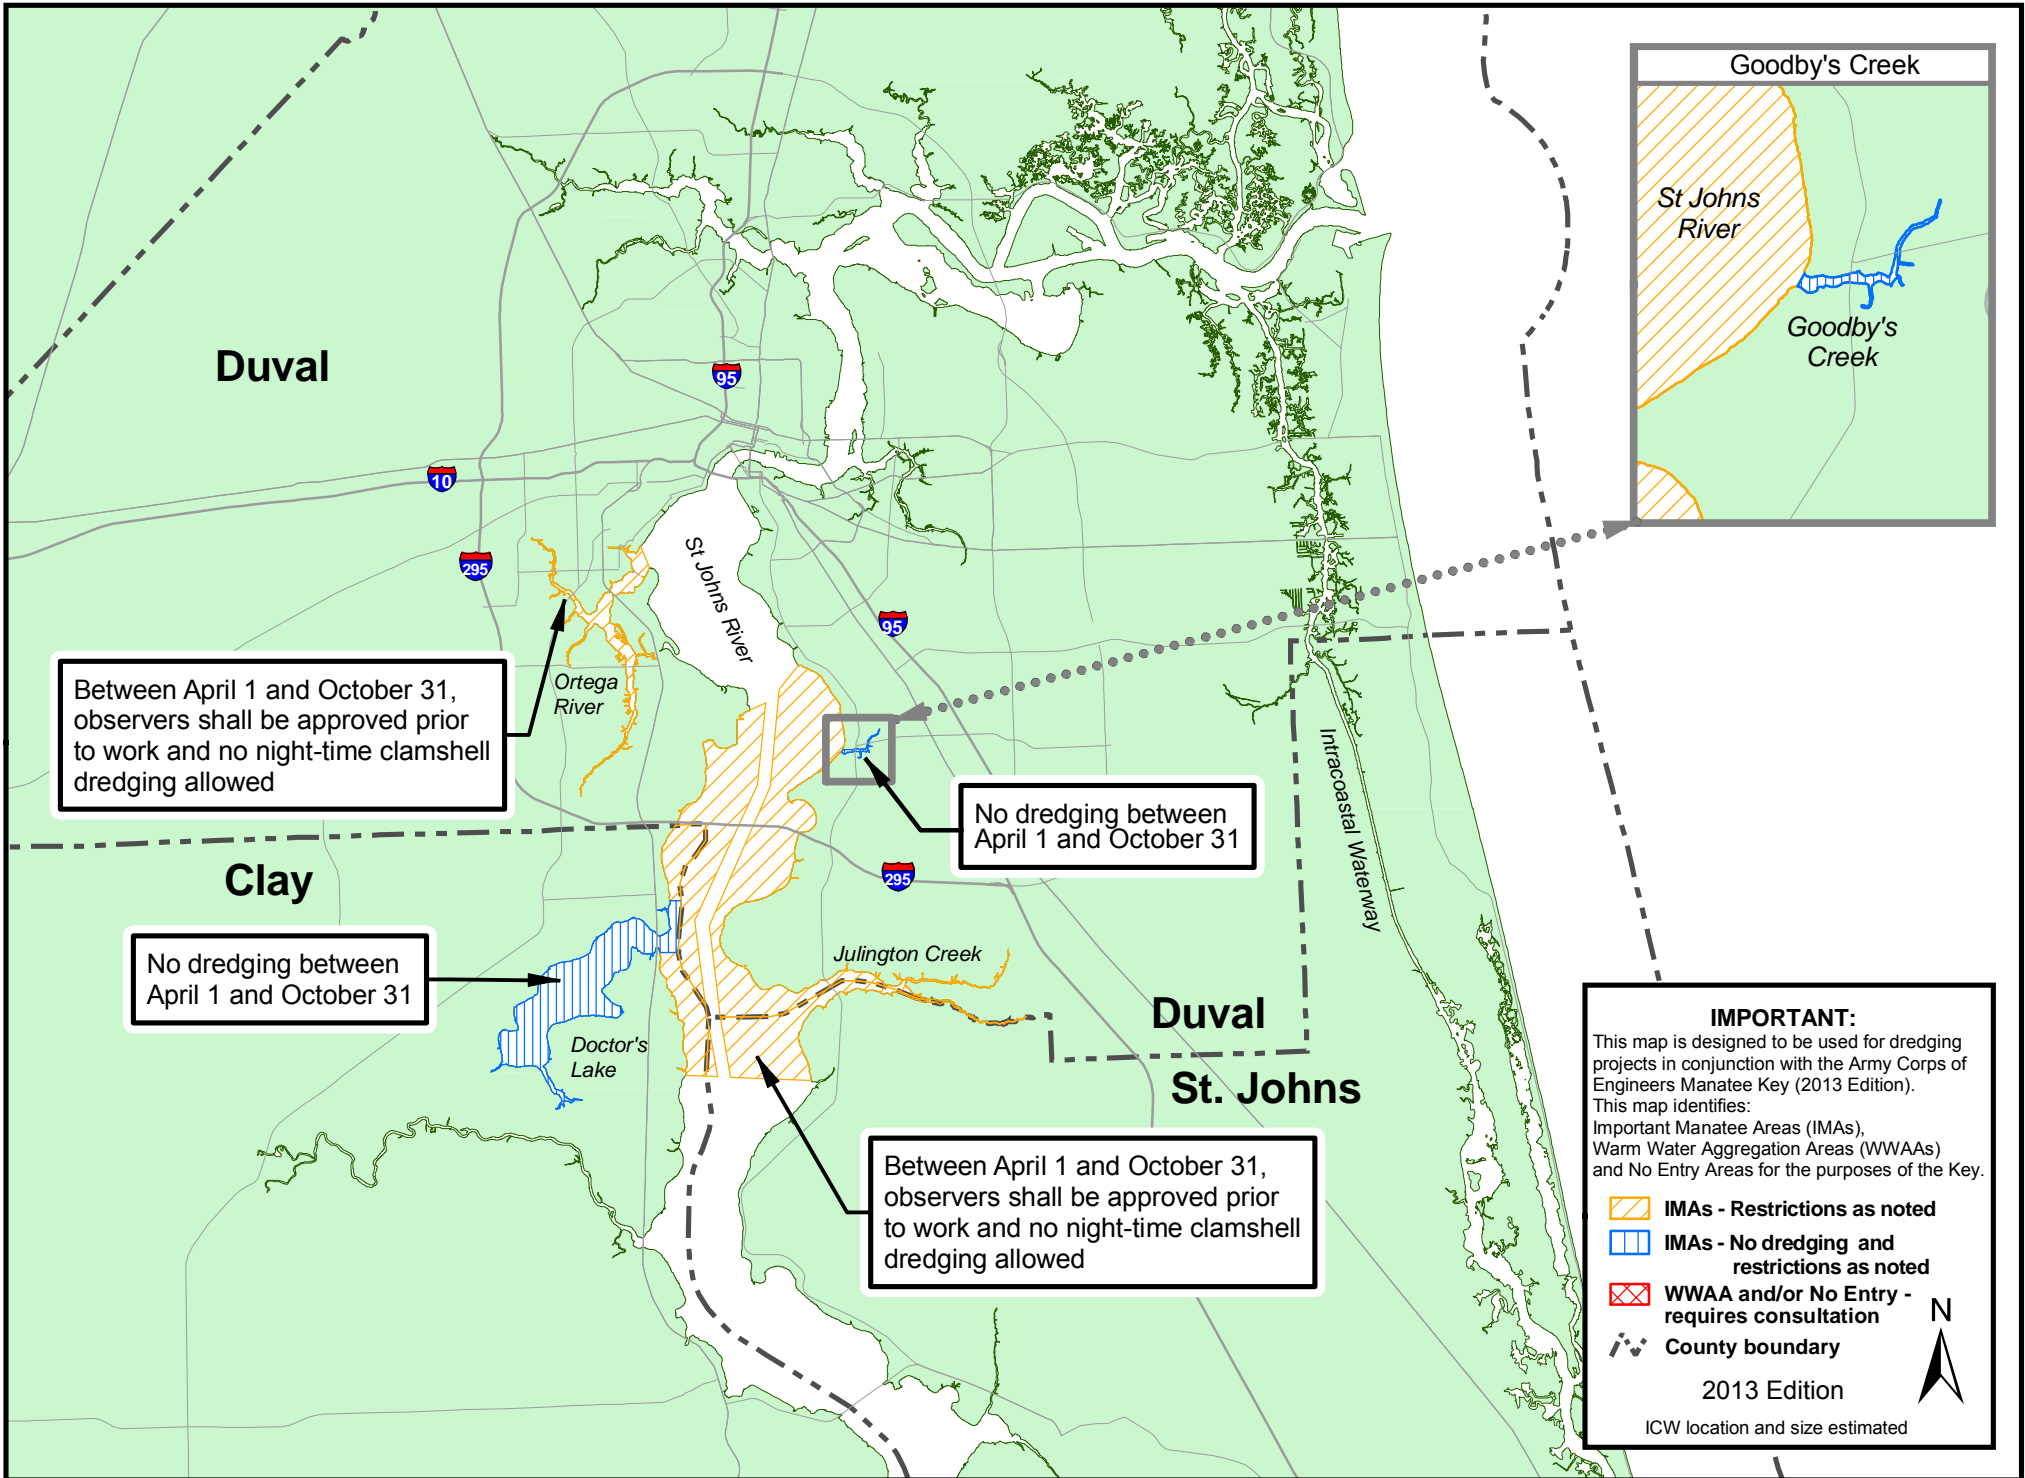 Goodby's Creek
St Johns
River
Goodby's
Creek
Duval
95
10
295
St Johns River
95
Ortega
River
Between April 1 and October 31,
observers shall be approved prior
to work and no night-time clamshell
dredging allowed
No dredging between
April 1 and October 31
Intracoastal Waterway
Clay
295
No dredging between
April 1 and October 31
Julington Creek
Doctor's
Lake
Duval
St. Johns
Between April 1 and October 31,
observers shall be approved prior
to work and no night-time clamshell
dredging allowed
IMPORTANT:
This map is designed to be used for dredging
projects in conjunction with the Army Corps of
Engineers Manatee Key (2013 Edition).
This map identifies:
Important Manatee Areas (IMAs),
Warm Water Aggregation Areas (WWAAs)
and No Entry Areas for the purposes of the Key.
IMAs - Restrictions as noted
IMAs - No dredging and
restrictions as noted
WWAA and/or No Entry -
requires consultation
County boundary
N
2013 Edition
ICW location and size estimated